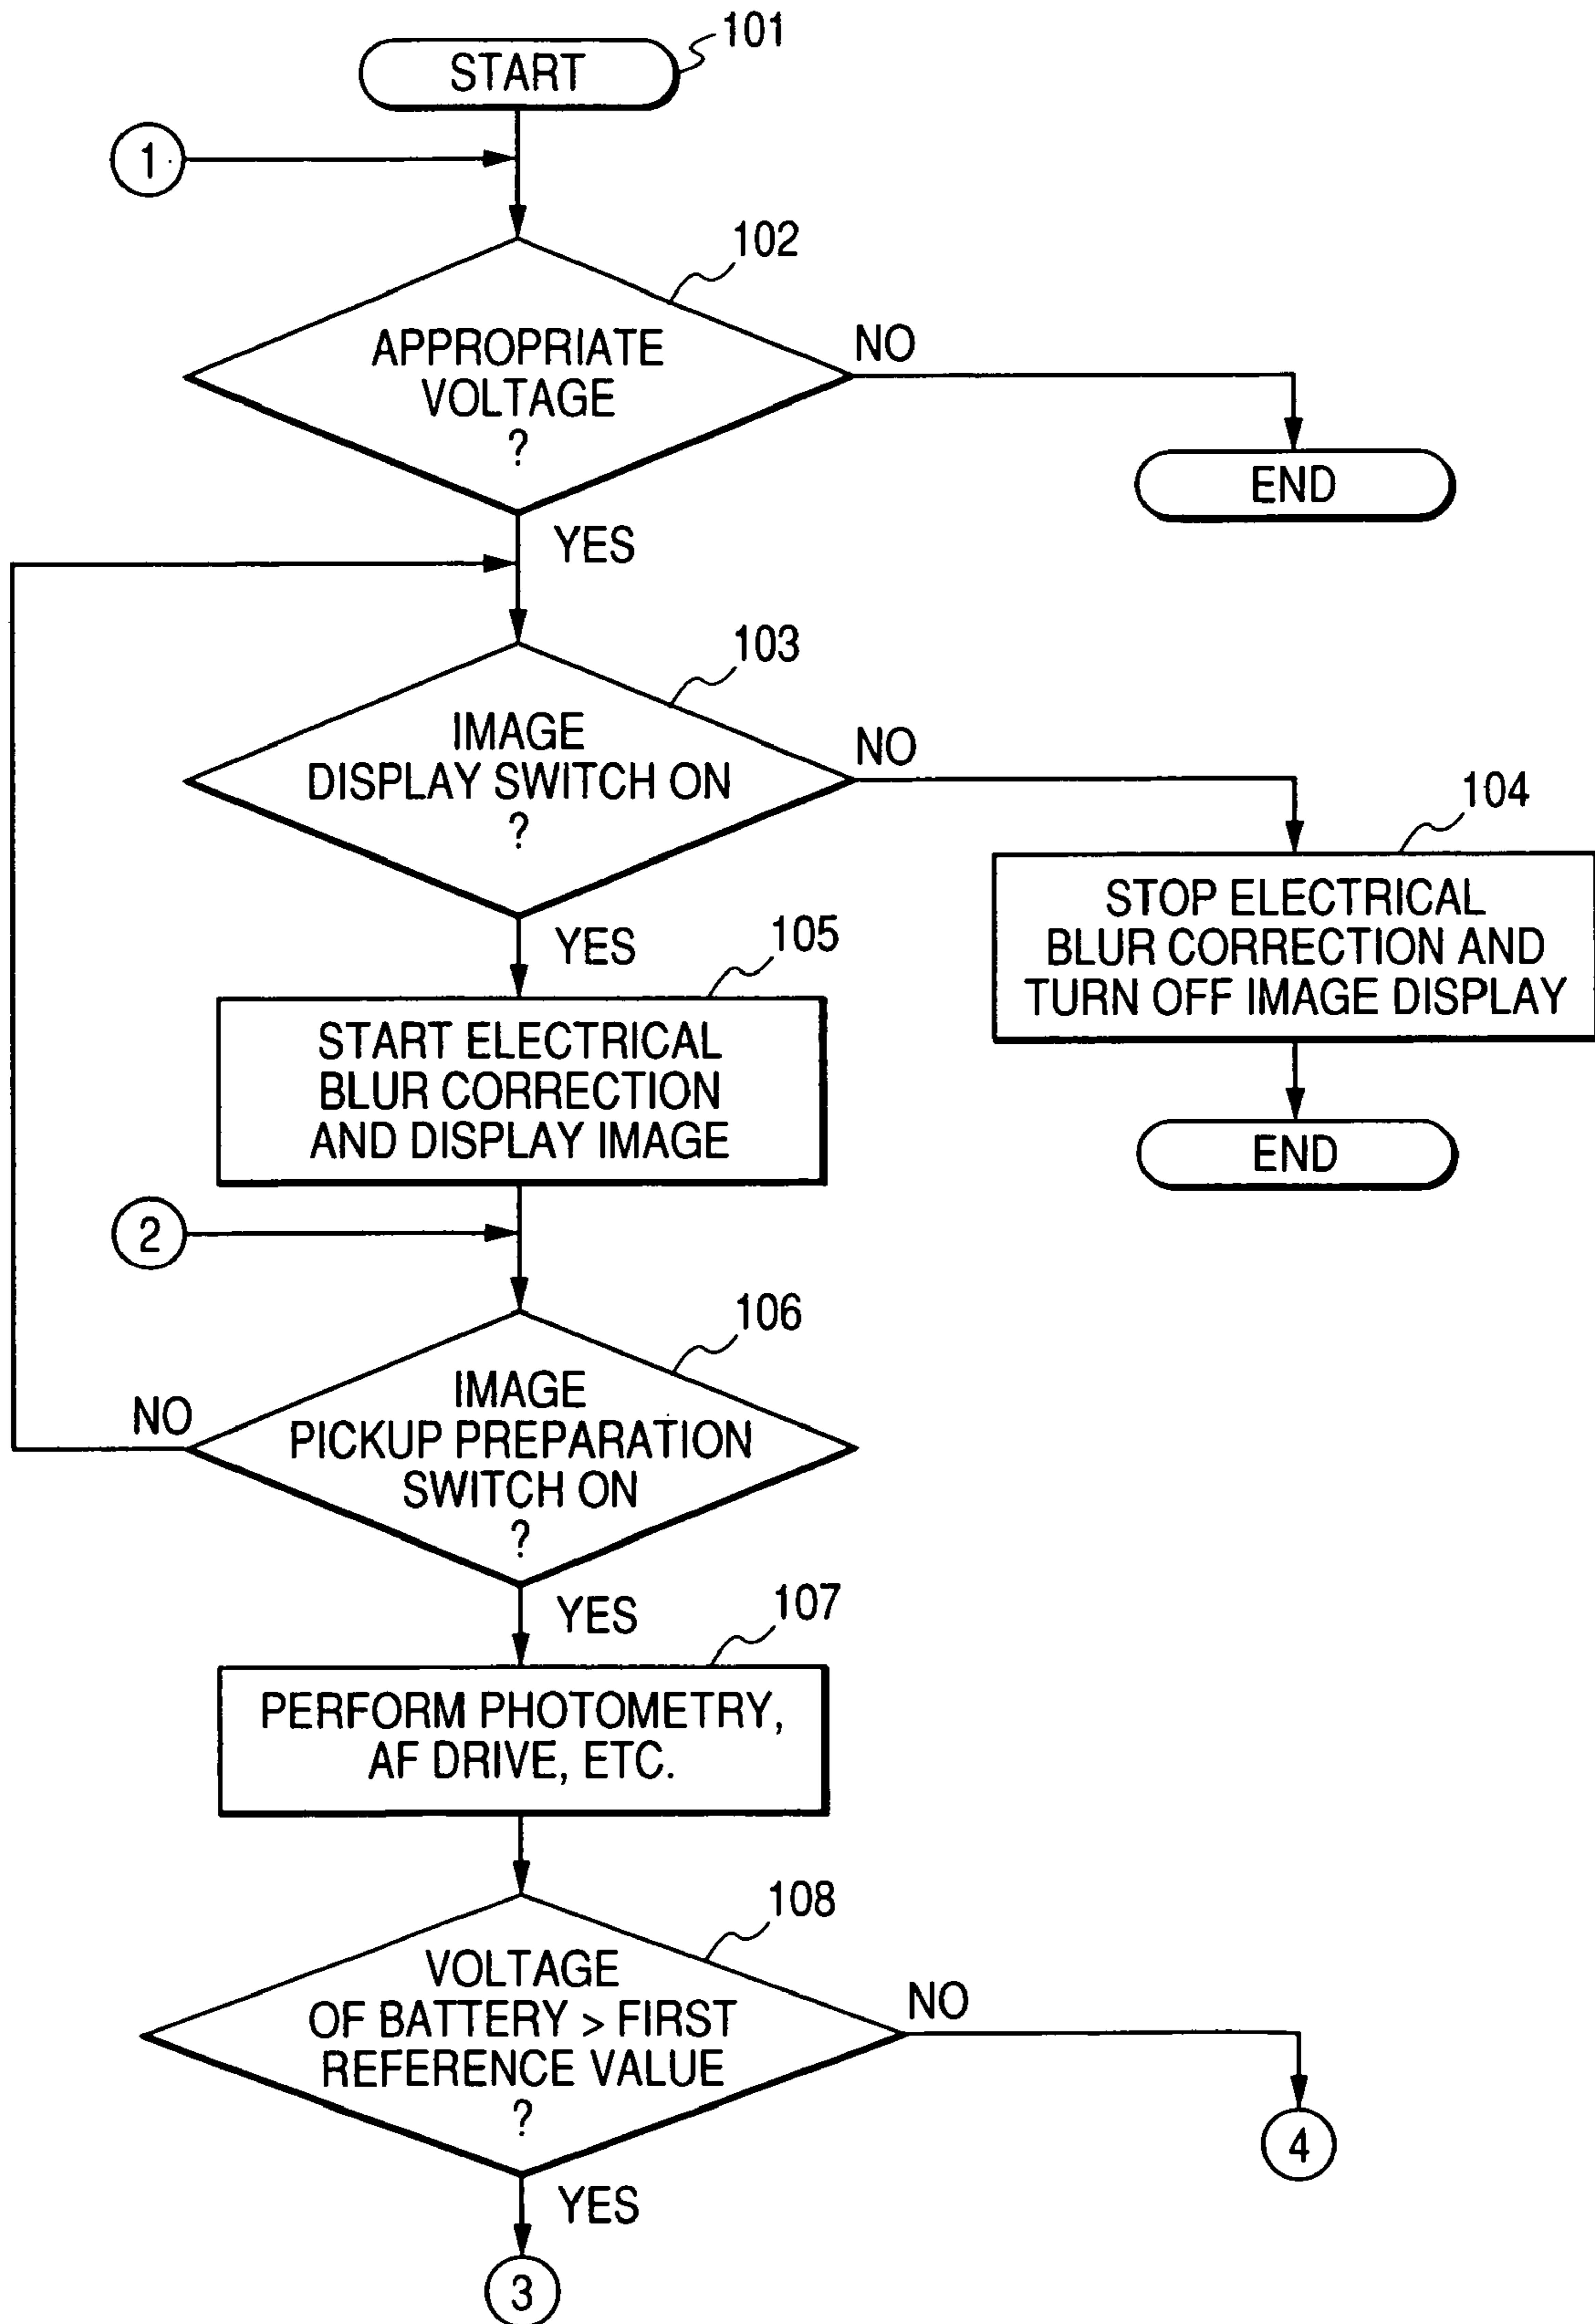 START
101
1
102
APPROPRIATE
VOLTAGE
?
NO
END
YES
103
IMAGE
DISPLAY SWITCH ON
?
NO
104
STOP ELECTRICAL
BLUR CORRECTION AND
TURN OFF IMAGE DISPLAY
END
YES
105
START ELECTRICAL
BLUR CORRECTION
AND DISPLAY IMAGE
2
106
IMAGE
PICKUP PREPARATION
SWITCH ON
?
NO
YES
107
PERFORM PHOTOMETRY,
AF DRIVE, ETC.
108
VOLTAGE
OF BATTERY > FIRST
REFERENCE VALUE
?
NO
4
YES
3